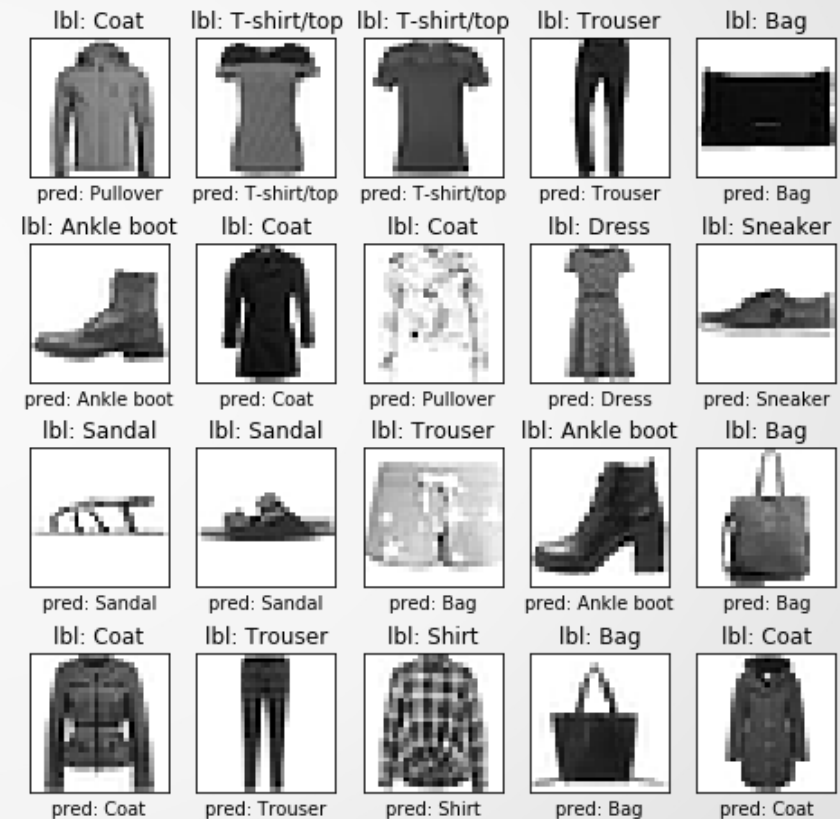 lbl: Coat lbl: T-shirt/top lbl: T-shirt/top lbl: Trouser lbl: Bag
pred: Pullover pred: T-shirt/top pred: T-shirt/top pred: Trouser pred: Bag
lbl: Ankle boot lbl: Coat lbl: Coat lbl: Dress lbl: Sneaker
pred: Ankle boot pred: Coat pred: Pullover pred: Dress pred: Sneaker
lbl: Sandal lbl: Sandal lbl: Trouser lbl: Ankle boot lbl: Bag
pred: Sandal pred: Sandal pred: Bag pred: Ankle boot pred: Bag
lbl: Coat lbl: Trouser lbl: Shirt lbl: Bag lbl: Coat
pred: Coat pred: Trouser pred: Shirt pred: Bag pred: Coat